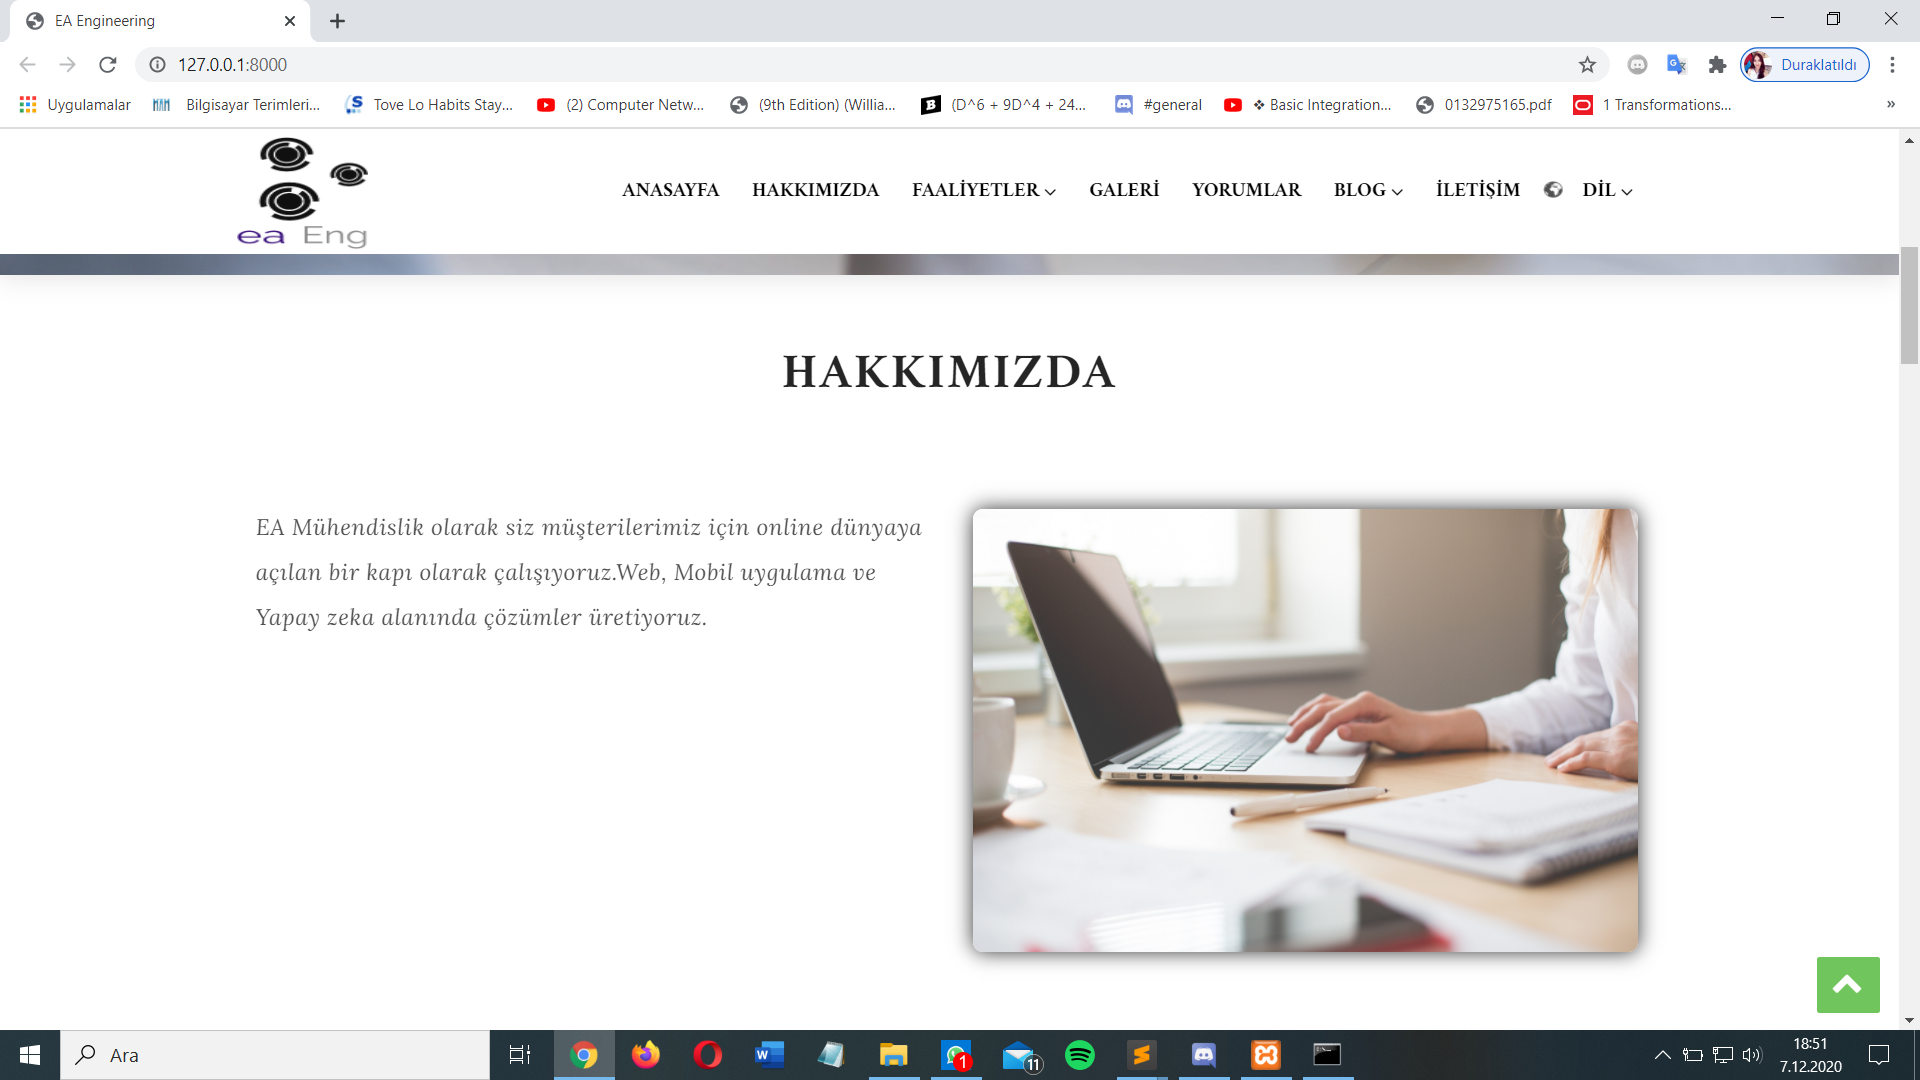 EA Engineering
127.0.0.1:8000
Duraklatıldı
Uygulamalar
Bilgisayar Terimleri...
Tove Lo Habits Stay...
(2) Computer Netw...
(9th Edition) (Willia...
(D^6 + 9D^4 + 24...
#general
❖ Basic Integration...
0132975165.pdf
1 Transformations...
»
ea Eng
ANASAYFA
HAKKIMIZDA
FAALİYETLER
GALERİ
YORUMLAR
BLOG
İLETİŞİM
DİL
HAKKIMIZDA
EA Mühendislik olarak siz müşterilerimiz için online dünyaya
açılan bir kapı olarak çalışıyoruz.Web, Mobil uygulama ve
Yapay zeka alanında çözümler üretiyoruz.
Ara
1
11
18:51
7.12.2020